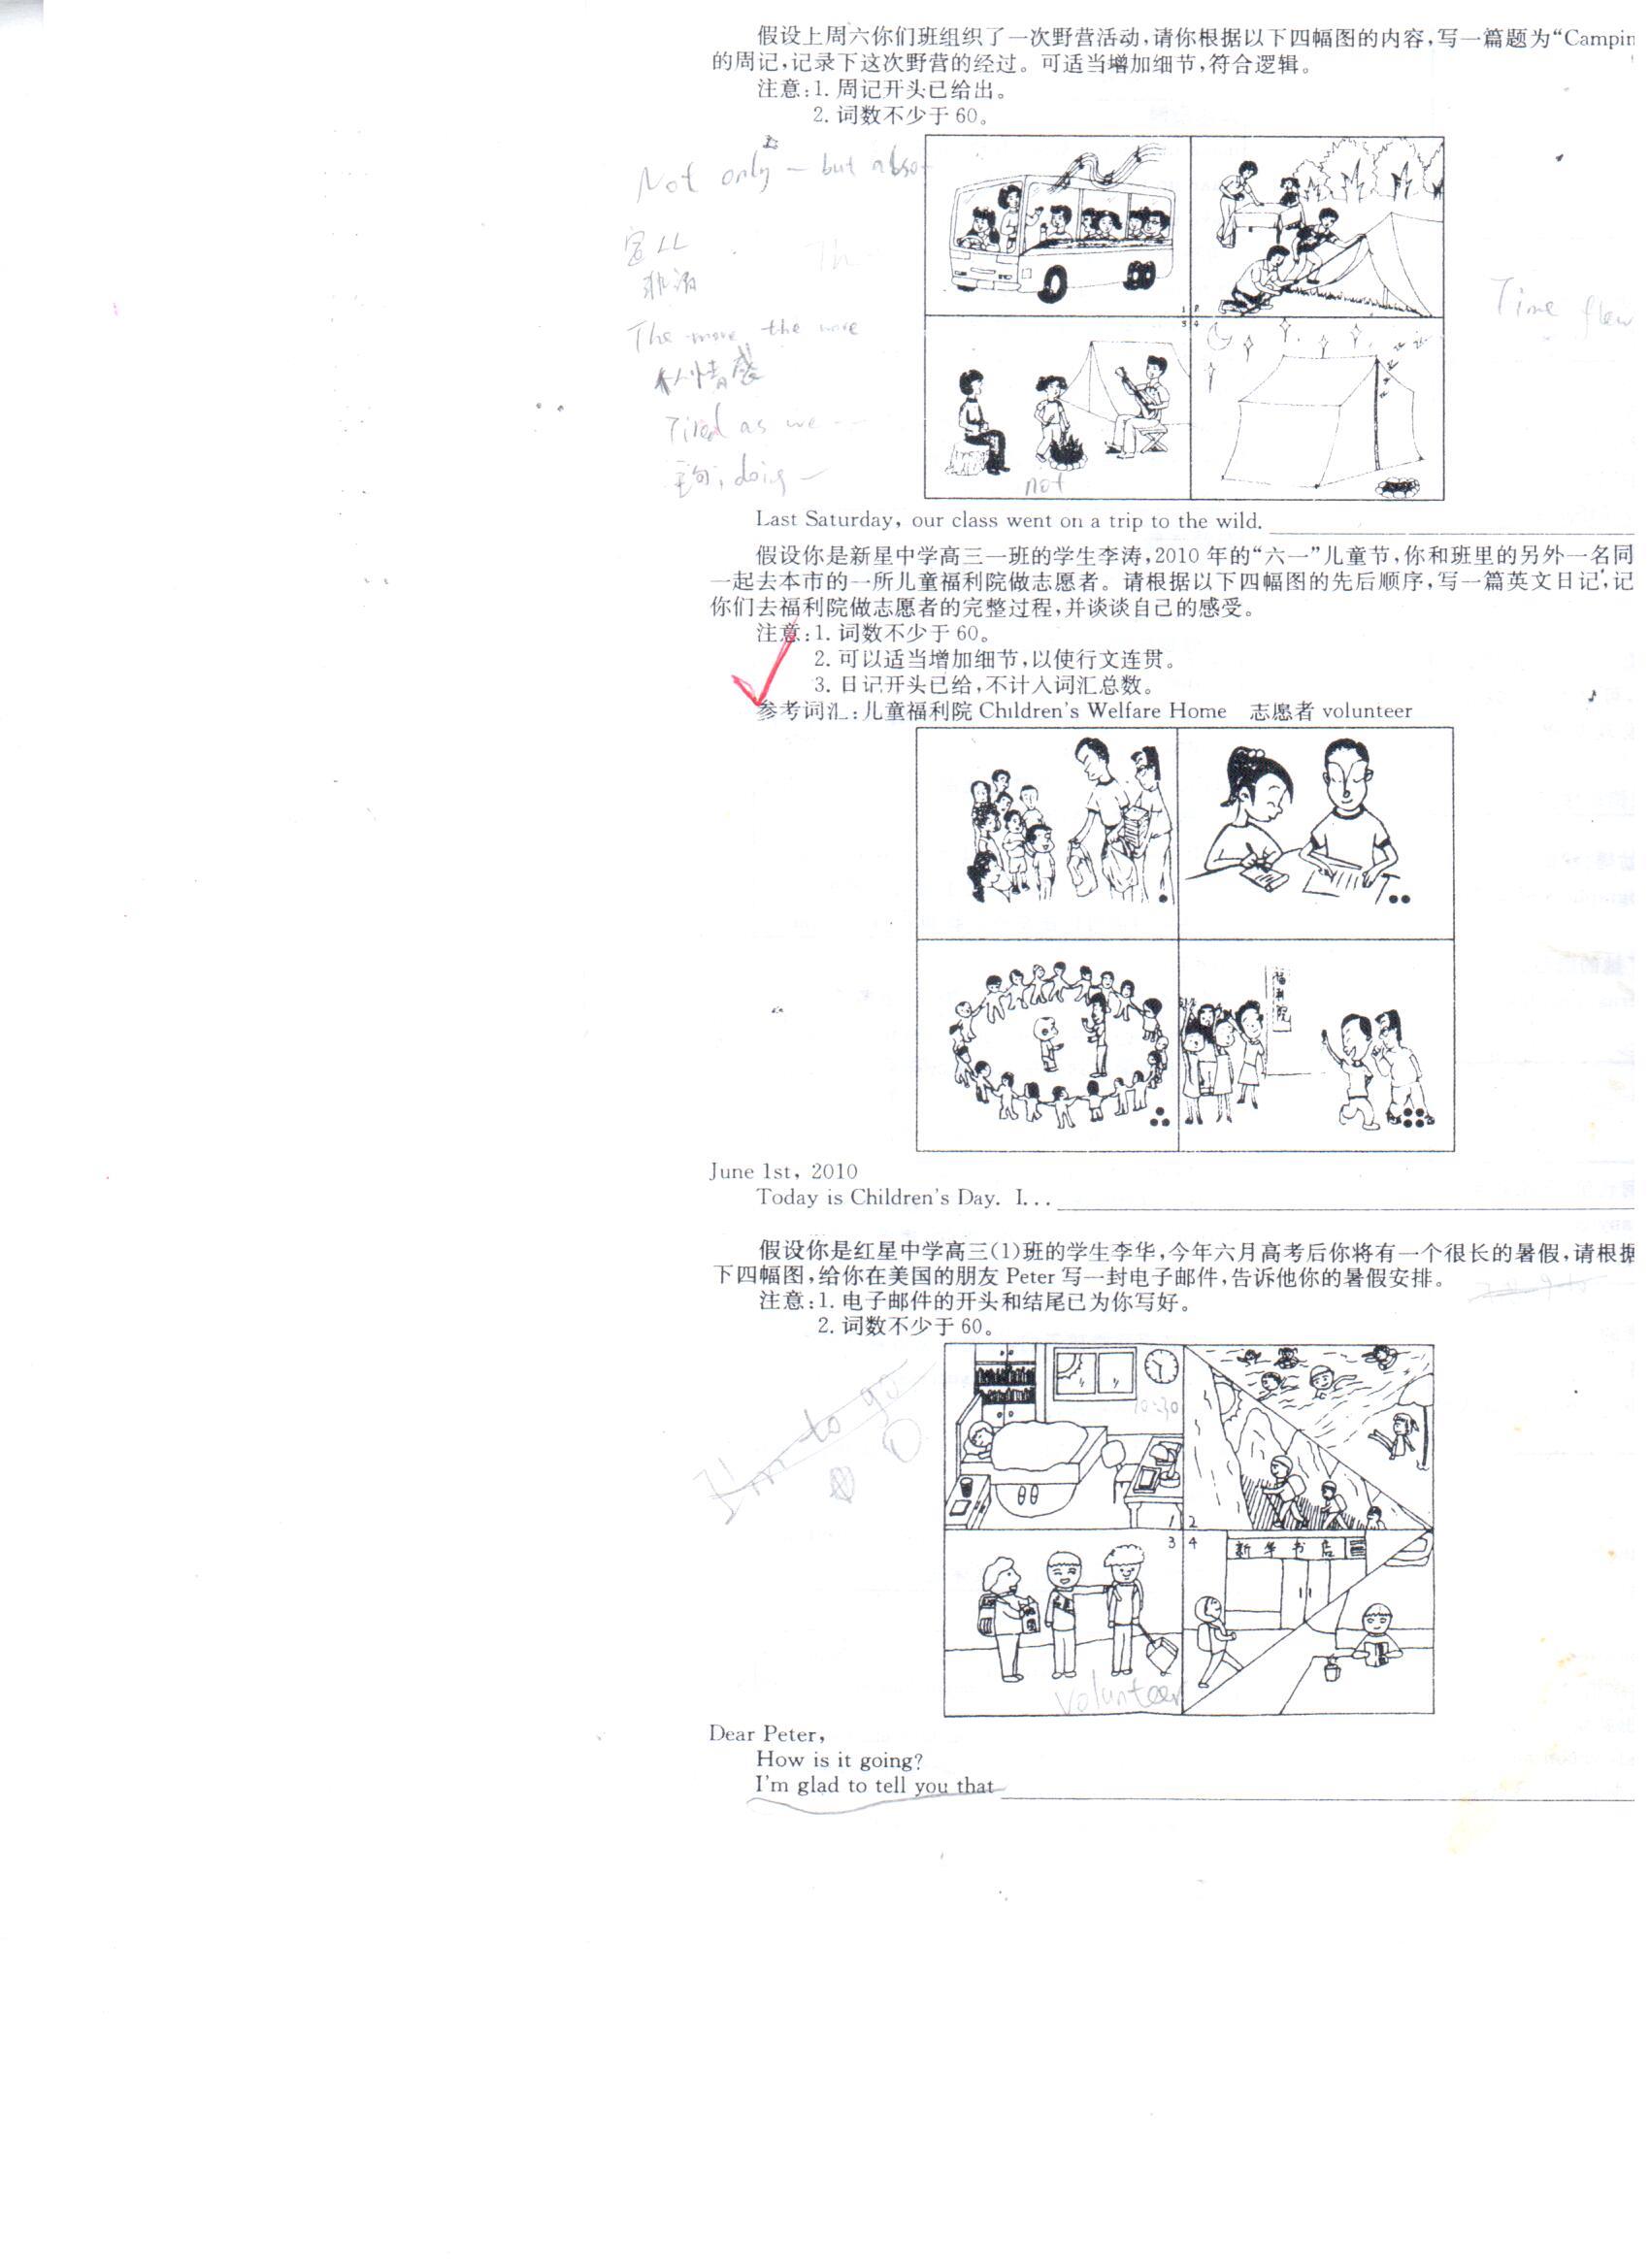 假设上周六你们班组织了一次野营活动,请你根据以下四幅图的内容,写一篇题为“Campin
的周记,记录下这次野营的经过。可适当增加细节,符合逻辑。
注意:1. 周记开头已给出。
2. 词数不少于 60。
Not only — but also
The more the more
Time flew
Tired as we --
主句; doing —
not
Last Saturday, our class went on a trip to the wild.
假设你是新星中学高三一班的学生李涛,2010 年的“六一”儿童节,你和班里的另外一名同
一起去本市的一所儿童福利院做志愿者。请根据以下四幅图的先后顺序,写一篇英文日记,记
你们去福利院做志愿者的完整过程,并谈谈自己的感受。
注意:1. 词数不少于 60。
2. 可以适当增加细节,以使行文连贯。
3. 日记开头已给,不计入词汇总数。
参考词汇:儿童福利院 Children's Welfare Home 志愿者 volunteer
福利院
June 1st, 2010
Today is Children's Day. I...
假设你是红星中学高三(1)班的学生李华,今年六月高考后你将有一个很长的暑假,请根据
下四幅图,给你在美国的朋友 Peter 写一封电子邮件,告诉他你的暑假安排。
注意:1. 电子邮件的开头和结尾已为你写好。
2. 词数不少于 60。
10:30
1 2
3 4
新华书店
volunteer
Dear Peter,
How is it going?
I'm glad to tell you that